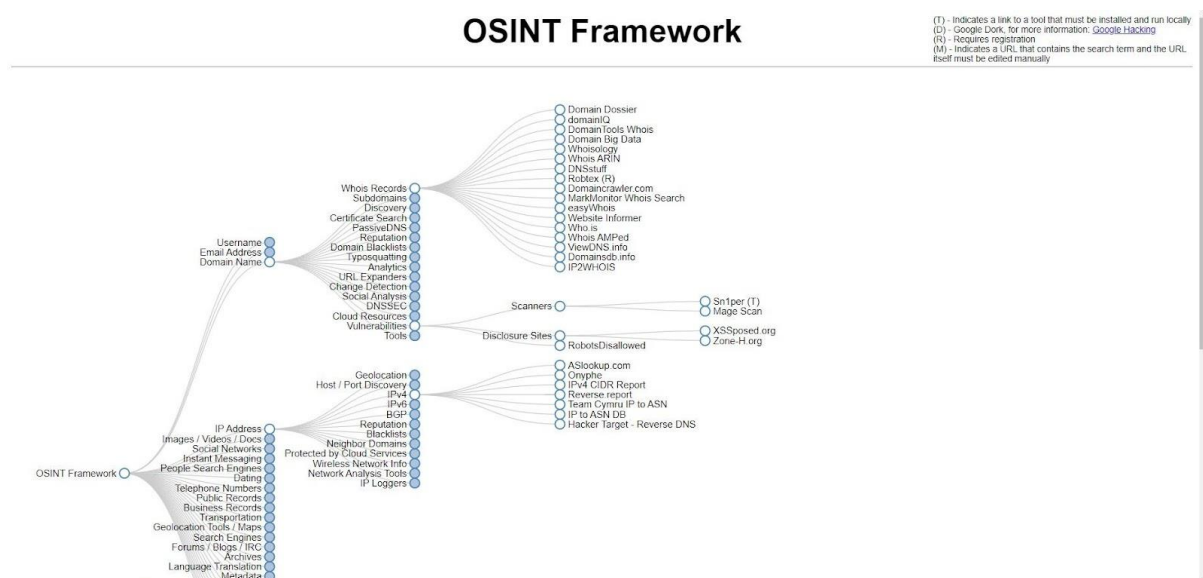 OSINT Framework
(T) - Indicates a link to a tool that must be installed and run locally
(D) - Google Dork, for more information: Google Hacking
(R) - Requires registration
(M) - Indicates a URL that contains the search term and the URL
itself must be edited manually
OSINT Framework
Username
Email Address
Domain Name
Whois Records
Subdomains
Discovery
Certificate Search
PassiveDNS
Reputation
Domain Blacklists
Typosquatting
Analytics
URL Expanders
Change Detection
Social Analysis
DNSSEC
Cloud Resources
Vulnerabilities
Tools
Domain Dossier
domainIQ
DomainTools Whois
Domain Big Data
Whoisology
Whois ARIN
DNSstuff
Robtex (R)
Domaincrawler.com
MarkMonitor Whois Search
easyWhois
Website Informer
Who.is
Whois AMPed
ViewDNS.info
Domainsdb.info
IP2WHOIS
Scanners
Sn1per (T)
Mage Scan
Disclosure Sites
XSSposed.org
Zone-H.org
RobotsDisallowed
IP Address
Geolocation
Host / Port Discovery
IPv4
IPv6
BGP
Reputation
Blacklists
Neighbor Domains
Protected by Cloud Services
Wireless Network Info
Network Analysis Tools
IP Loggers
ASlookup.com
Onyphe
IPv4 CIDR Report
Reverse.report
Team Cymru IP to ASN
IP to ASN DB
Hacker Target - Reverse DNS
Images / Videos / Docs
Social Networks
Instant Messaging
People Search Engines
Dating
Telephone Numbers
Public Records
Business Records
Transportation
Geolocation Tools / Maps
Search Engines
Forums / Blogs / IRC
Archives
Language Translation
Metadata